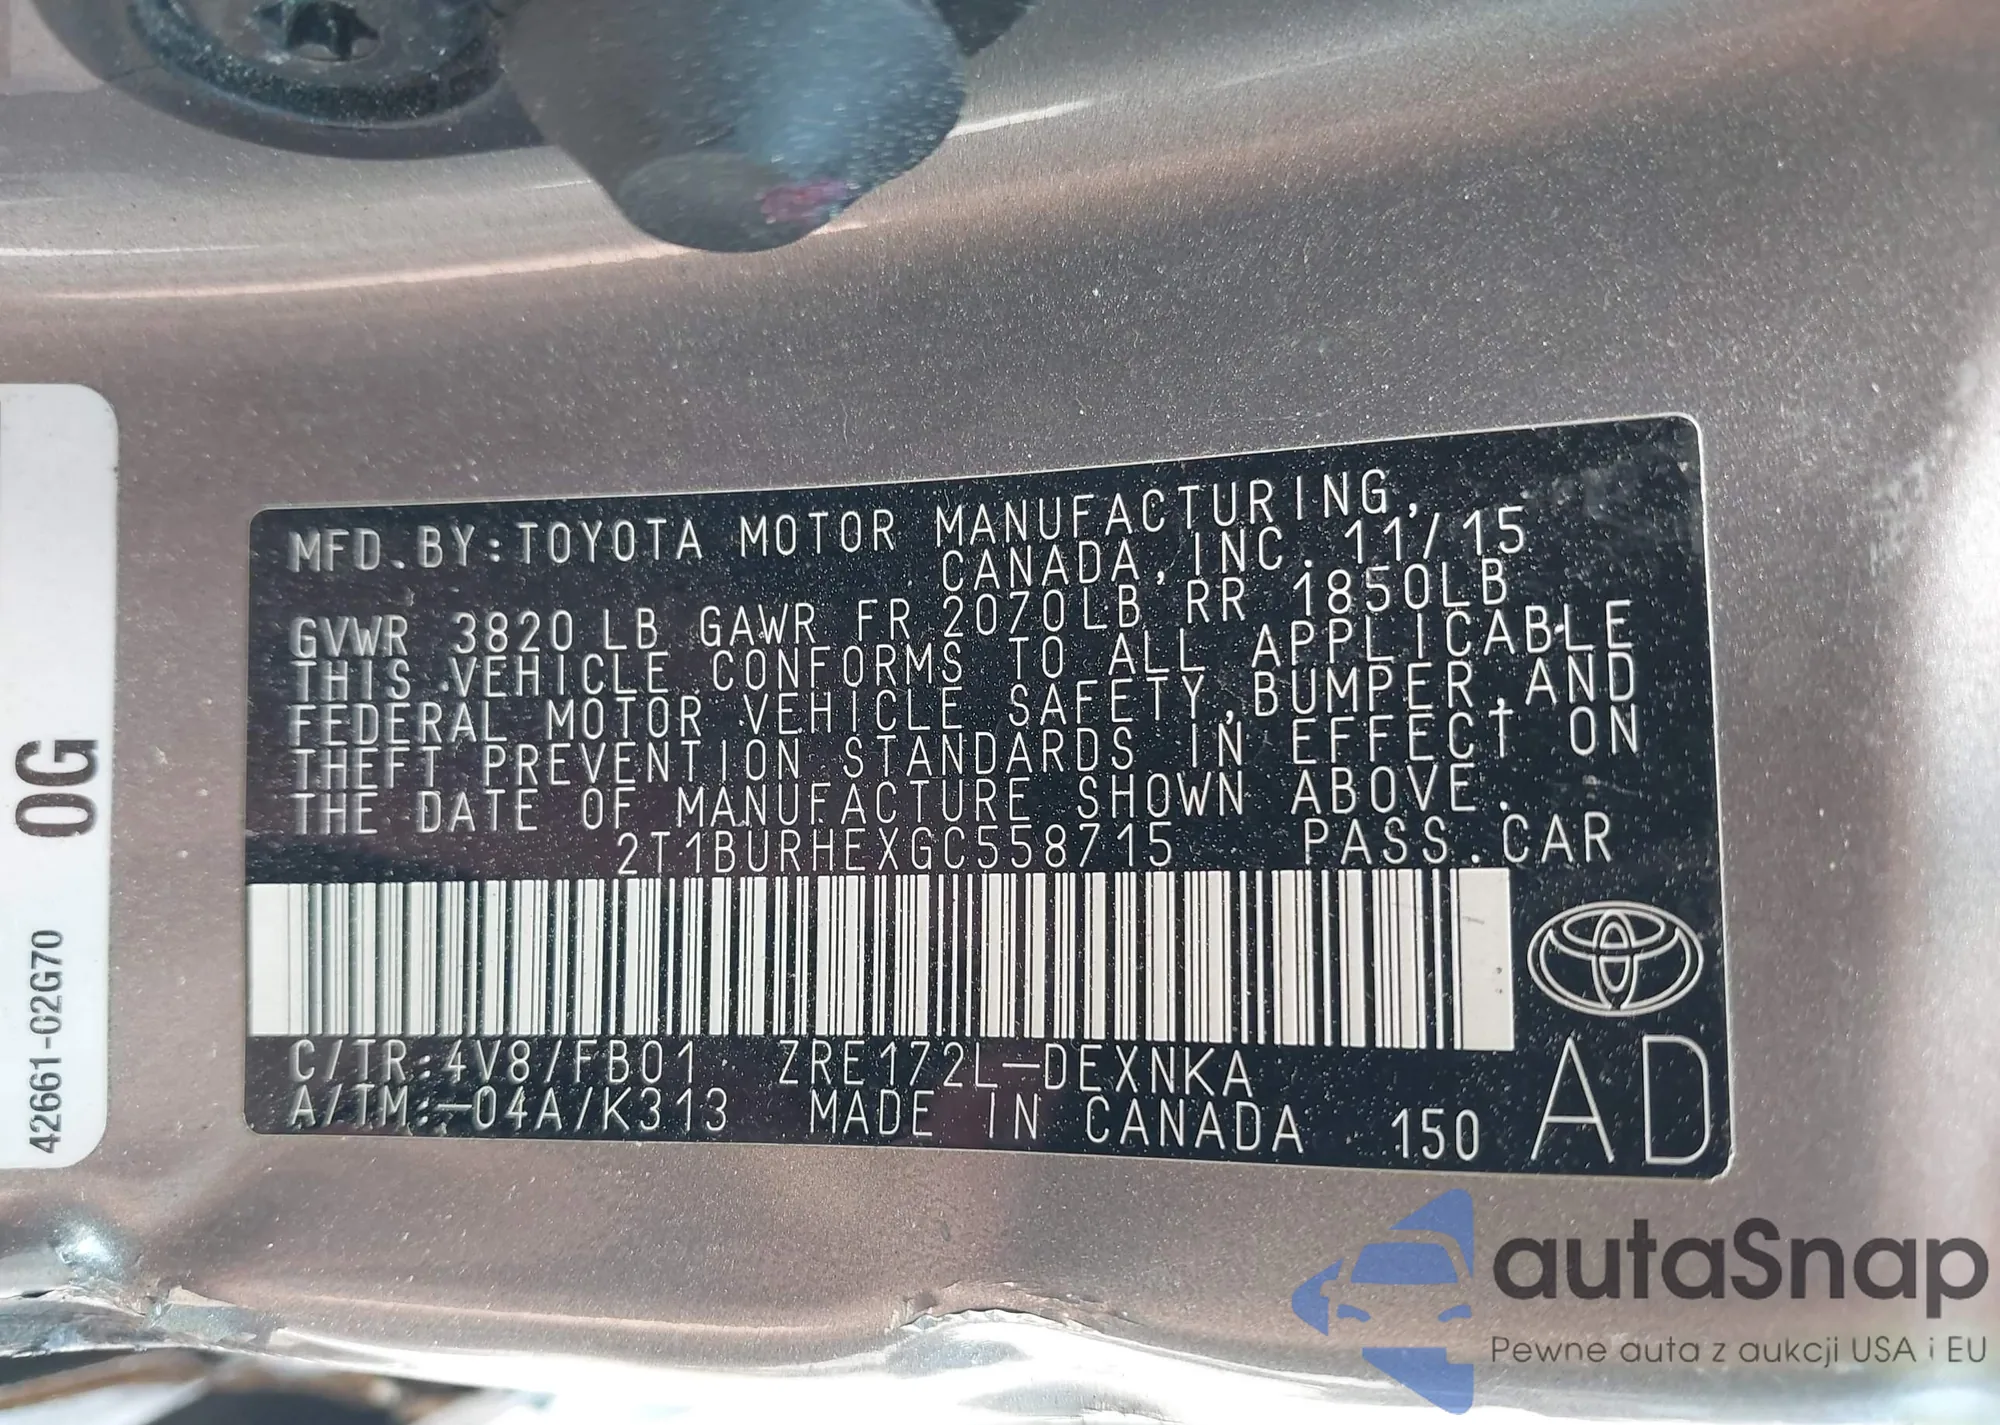 MFD.BY:TOYOTA MOTOR MANUFACTURING,
CANADA, INC. 11/15
GVWR 3820 LB GAWR FR 2070LB RR 1850LB
THIS VEHICLE CONFORMS TO ALL APPLICABLE
FEDERAL MOTOR VEHICLE SAFETY, BUMPER, AND
THEFT PREVENTION STANDARDS IN EFFECT ON
THE DATE OF MANUFACTURE SHOWN ABOVE.
2T1BURHEXGC558715 PASS.CAR
C/TR:4V8/FB01 ZRE172L-DEXNKA
A/TM:-04A/K313 MADE IN CANADA 150
AD
0G
42661-02G70
autaSnap
Pewne auta z aukcji USA i EU